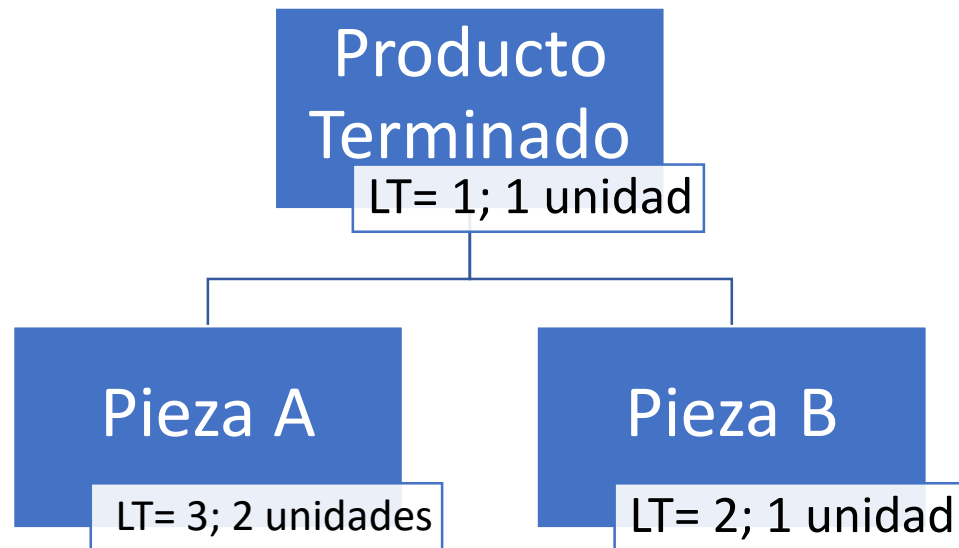 Producto
Terminado
LT= 1; 1 unidad
Pieza A
LT= 3; 2 unidades
Pieza B
LT= 2; 1 unidad